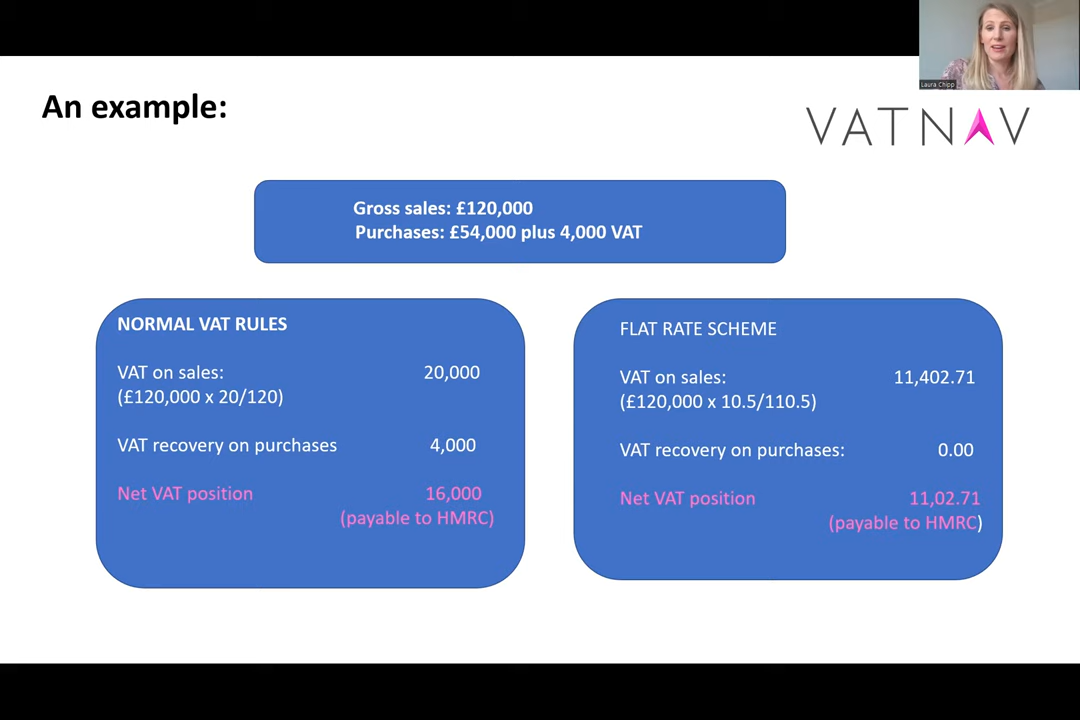 Laura Chipp
An example:
VATNAV
Gross sales: £120,000
Purchases: £54,000 plus 4,000 VAT
NORMAL VAT RULES
VAT on sales: 20,000
(£120,000 x 20/120)
VAT recovery on purchases 4,000
Net VAT position 16,000
(payable to HMRC)
FLAT RATE SCHEME
VAT on sales: 11,402.71
(£120,000 x 10.5/110.5)
VAT recovery on purchases: 0.00
Net VAT position 11,02.71
(payable to HMRC)